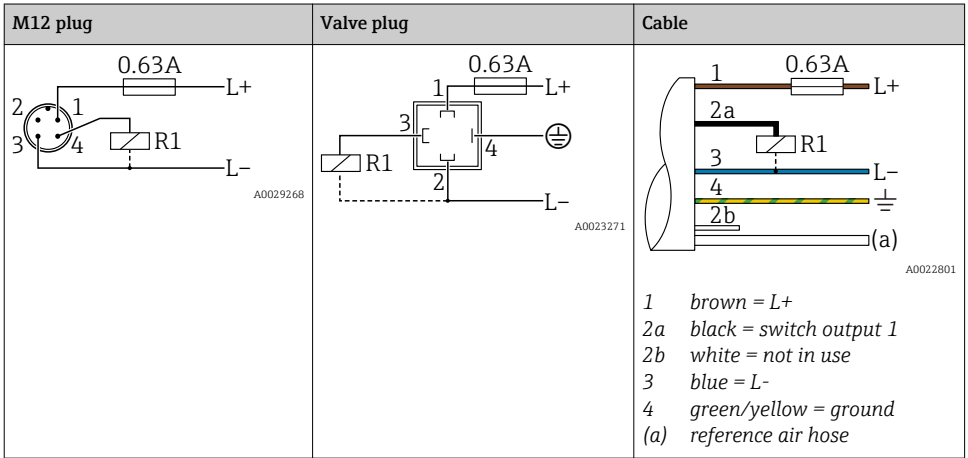 M12 plug
Valve plug
Cable
0.63A
L+
2 1
3 4
R1
L–
A0029268
0.63A
1
L+
3
4
R1
2
L–
A0023271
1
0.63A
L+
2a
R1
3
L–
4
2b
(a)
A0022801
1 brown = L+
2a black = switch output 1
2b white = not in use
3 blue = L-
4 green/yellow = ground
(a) reference air hose